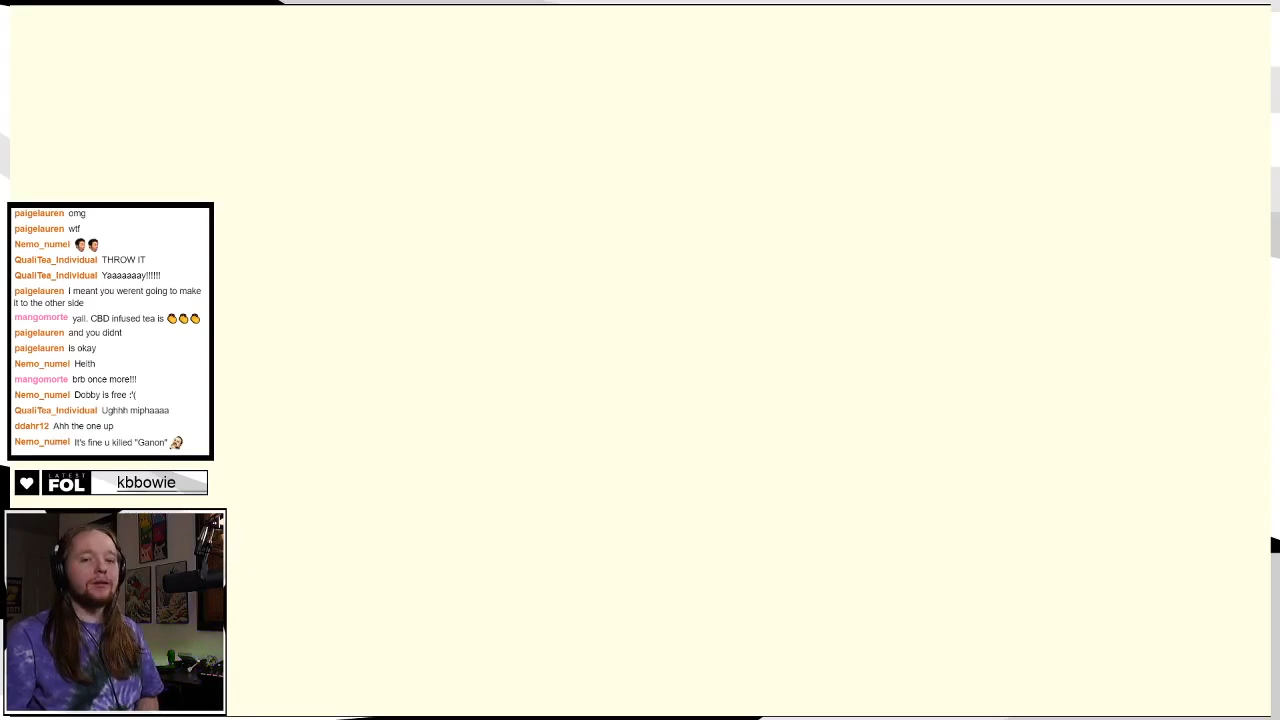 paigelauren omg
paigelauren wtf
Nemo_numel
QualiTea_Individual THROW IT
QualiTea_Individual Yaaaaaaay!!!!!!
paigelauren i meant you werent going to make
it to the other side
mangomorte yall. CBD infused tea is 👏👏👏
paigelauren and you didnt
paigelauren is okay
Nemo_numel Heith
mangomorte brb once more!!!
Nemo_numel Dobby is free :'(
QualiTea_Individual Ughhh miphaaaa
ddahr12 Ahh the one up
Nemo_numel It's fine u killed "Ganon"
LATEST
FOL kbbowie